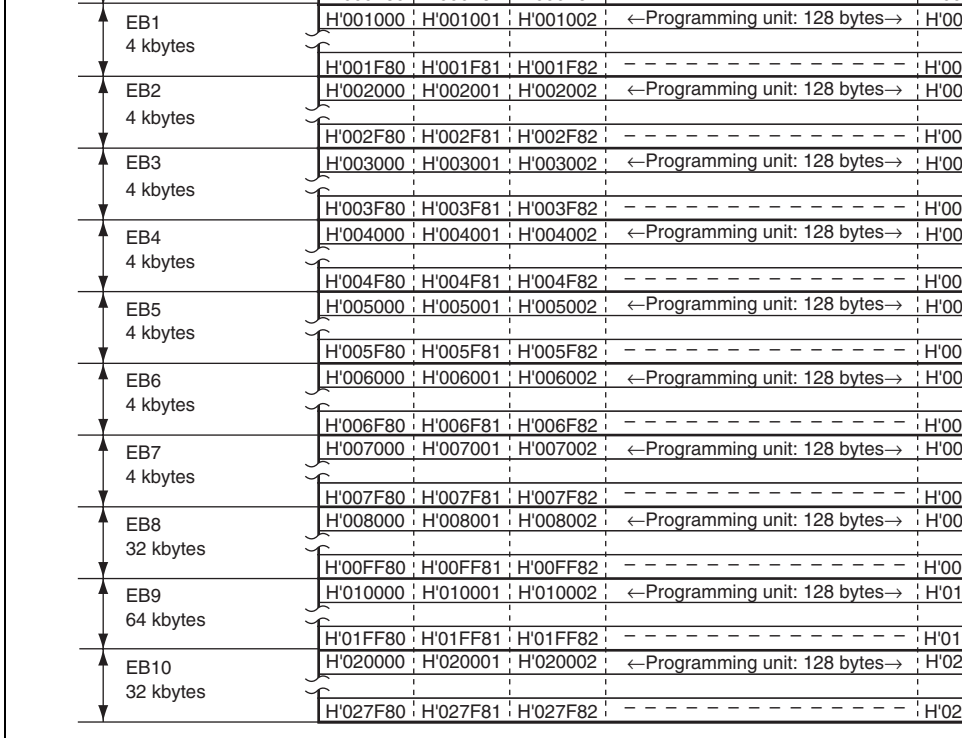 EB1 H'001000 H'001001 H'001002 ←Programming unit: 128 bytes→ H'00
4 kbytes
H'001F80 H'001F81 H'001F82 H'00
EB2 H'002000 H'002001 H'002002 ←Programming unit: 128 bytes→ H'00
4 kbytes
H'002F80 H'002F81 H'002F82 H'00
EB3 H'003000 H'003001 H'003002 ←Programming unit: 128 bytes→ H'00
4 kbytes
H'003F80 H'003F81 H'003F82 H'00
EB4 H'004000 H'004001 H'004002 ←Programming unit: 128 bytes→ H'00
4 kbytes
H'004F80 H'004F81 H'004F82 H'00
EB5 H'005000 H'005001 H'005002 ←Programming unit: 128 bytes→ H'00
4 kbytes
H'005F80 H'005F81 H'005F82 H'00
EB6 H'006000 H'006001 H'006002 ←Programming unit: 128 bytes→ H'00
4 kbytes
H'006F80 H'006F81 H'006F82 H'00
EB7 H'007000 H'007001 H'007002 ←Programming unit: 128 bytes→ H'00
4 kbytes
H'007F80 H'007F81 H'007F82 H'00
EB8 H'008000 H'008001 H'008002 ←Programming unit: 128 bytes→ H'00
32 kbytes
H'00FF80 H'00FF81 H'00FF82 H'00
EB9 H'010000 H'010001 H'010002 ←Programming unit: 128 bytes→ H'01
64 kbytes
H'01FF80 H'01FF81 H'01FF82 H'01
EB10 H'020000 H'020001 H'020002 ←Programming unit: 128 bytes→ H'02
32 kbytes
H'027F80 H'027F81 H'027F82 H'02